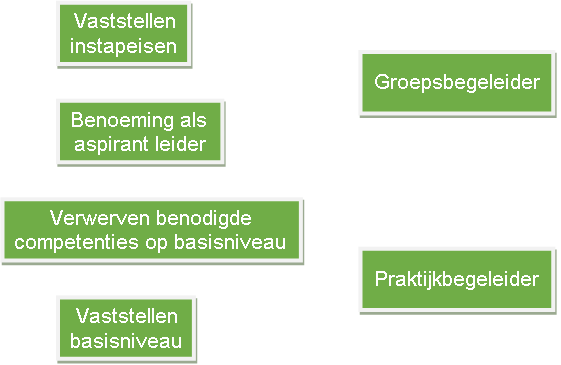 Vaststellen
instapeisen
Benoeming als
aspirant leider
Verwerven benodigde
competenties op basisniveau
Vaststellen
basisniveau
Groepsbegeleider
Praktijkbegeleider